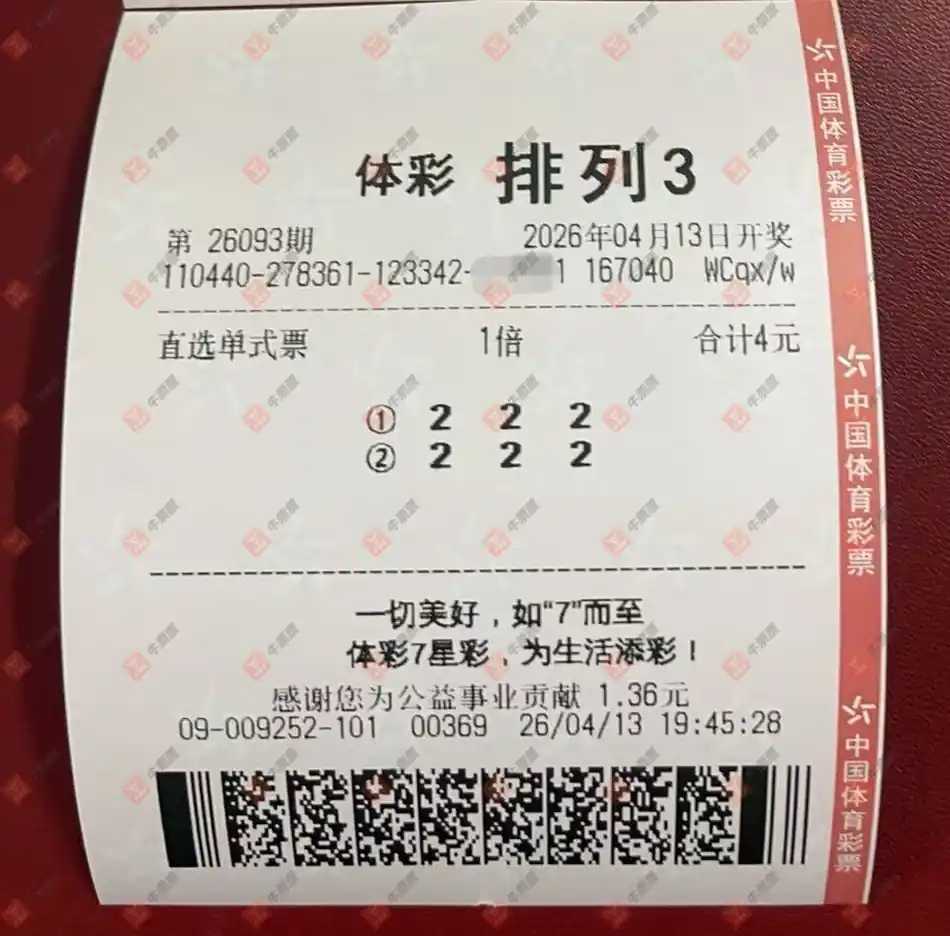 体彩 排列3
第 26093期 2026年04月13日开奖
110440-278361-123342- 1 167040 WCqx/w
直选单式票 1倍 合计4元
① 2 2 2
② 2 2 2
一切美好，如“7”而至
体彩7星彩，为生活添彩！
感谢您为公益事业贡献 1.36元
09-009252-101 00369 26/04/13 19:45:28
中国体育彩票
中国体育彩票
中国体育彩票